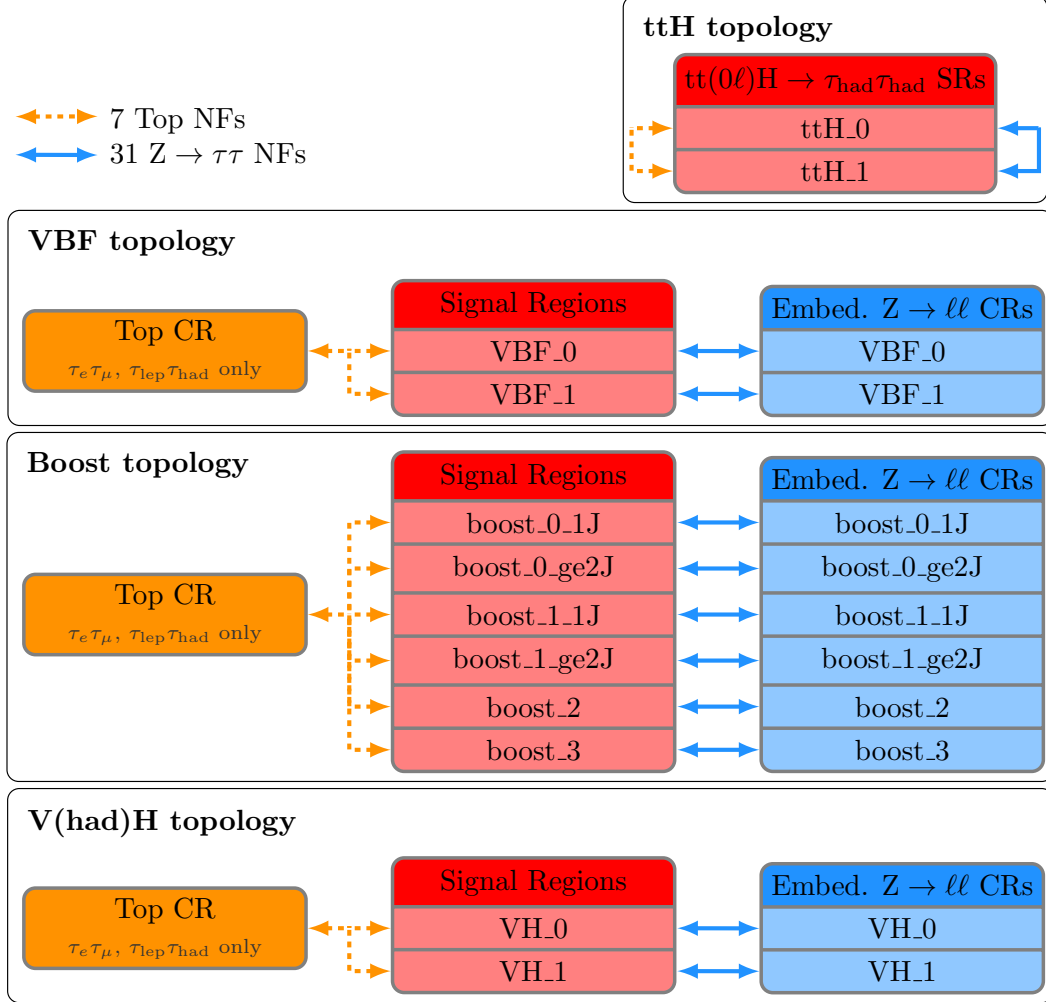 ttH topology
tt(0ℓ)H → τhadτhad SRs
ttH_0
ttH_1
7 Top NFs
31 Z → ττ NFs
VBF topology
Top CR
τeτμ, τlepτhad only
Signal Regions
VBF_0
VBF_1
Embed. Z → ℓℓ CRs
VBF_0
VBF_1
Boost topology
Top CR
τeτμ, τlepτhad only
Signal Regions
boost_0_1J
boost_0_ge2J
boost_1_1J
boost_1_ge2J
boost_2
boost_3
Embed. Z → ℓℓ CRs
boost_0_1J
boost_0_ge2J
boost_1_1J
boost_1_ge2J
boost_2
boost_3
V(had)H topology
Top CR
τeτμ, τlepτhad only
Signal Regions
VH_0
VH_1
Embed. Z → ℓℓ CRs
VH_0
VH_1